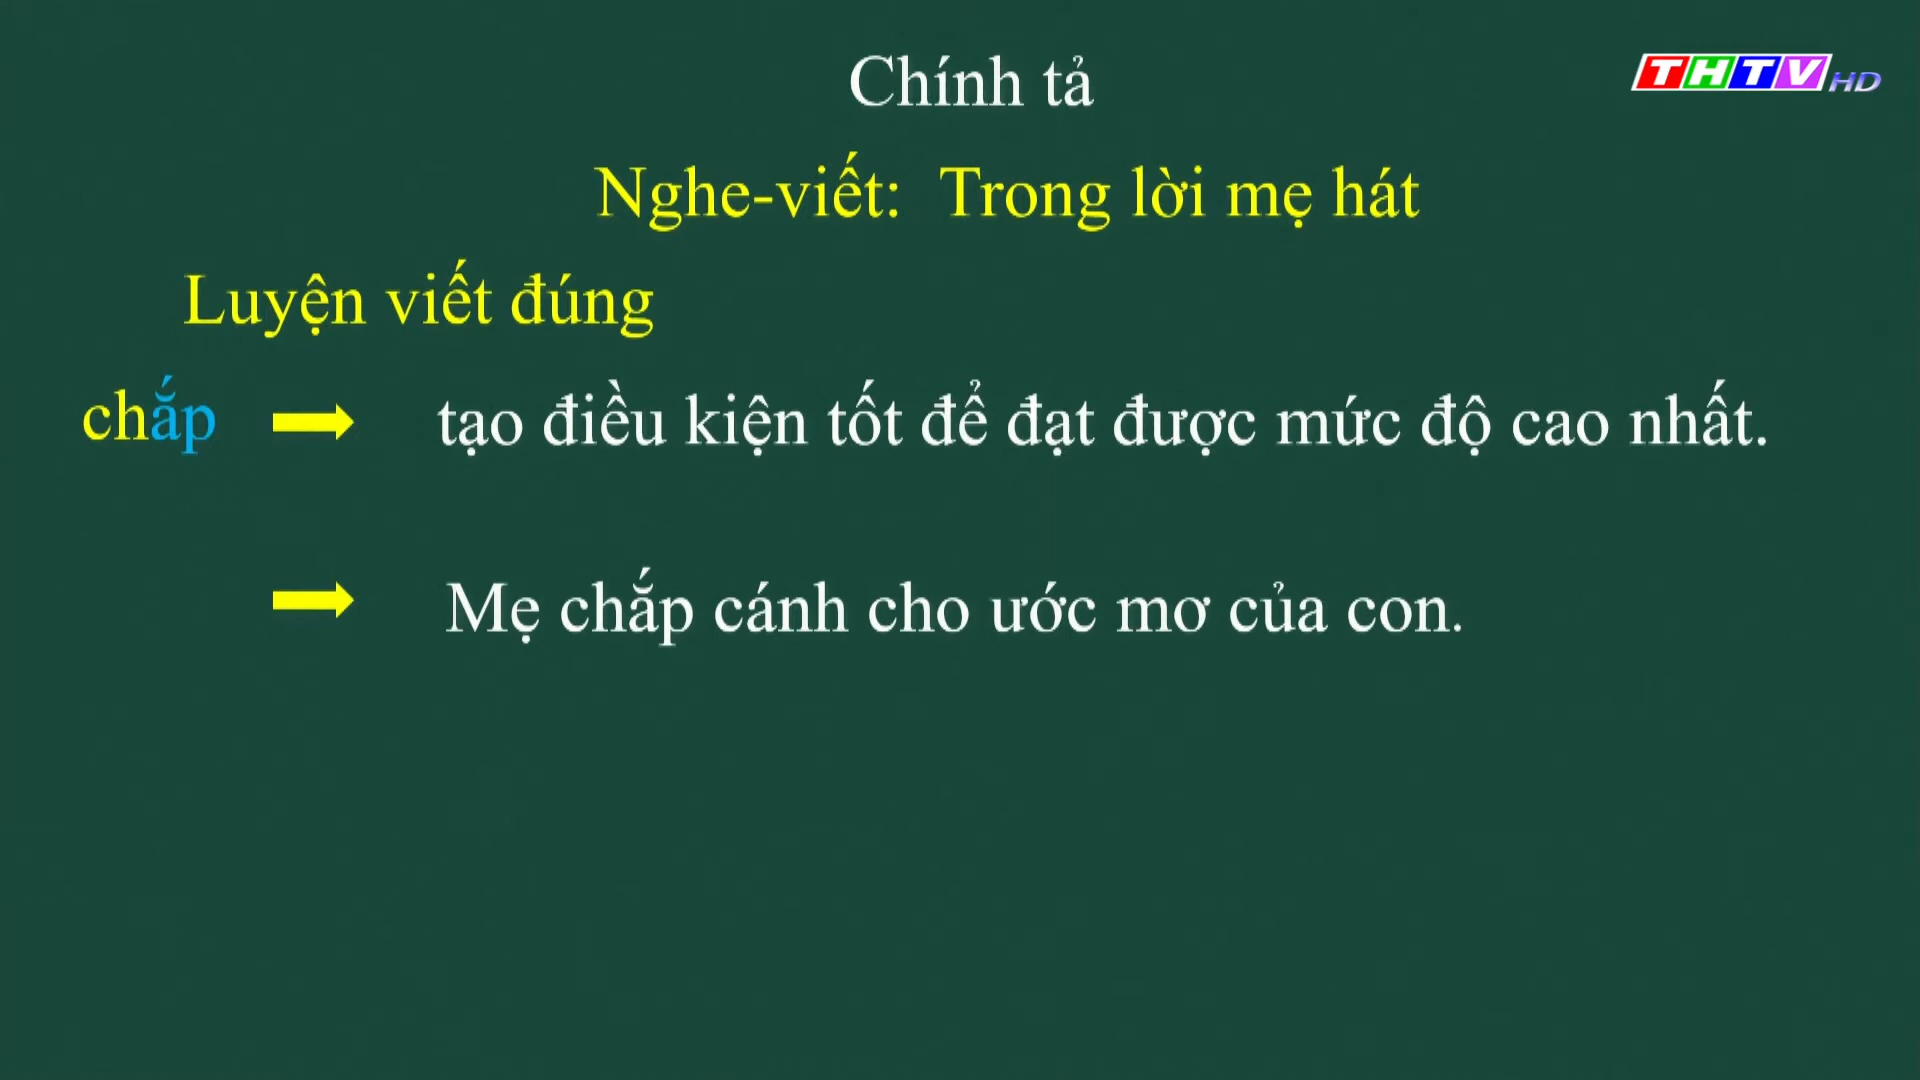 Chính tả
THTV HD
Nghe-viết: Trong lời mẹ hát
Luyện viết đúng
chắp tạo điều kiện tốt để đạt được mức độ cao nhất.
Mẹ chắp cánh cho ước mơ của con.